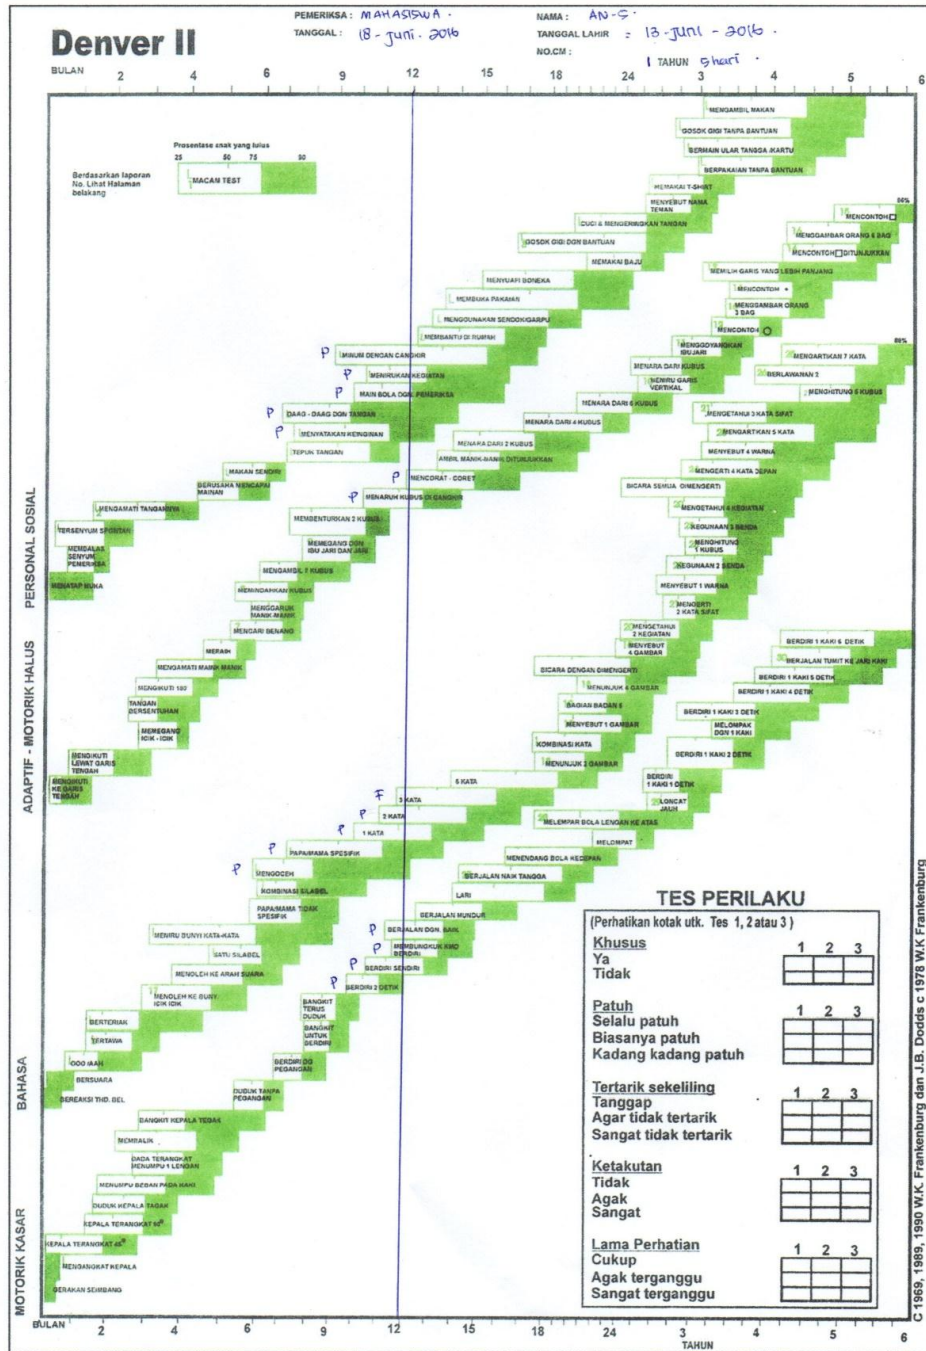 PEMERIKSA : MAHASISWA .
NAMA : AN-S.
Denver II
TANGGAL : 18-juni-2016
TANGGAL LAHIR : 13-juni-2016.
NO.CM :
1 TAHUN 5 hari .
BULAN 2 4 6 9 12 15 18 24 3 4 5 6
Prosentase anak yang lulus
25 50 75 90
Berdasarkan laporan
No. Lihat Halaman
belakang
MACAM TEST
MENGAMBIL MAKAN
GOSOK GIGI TANPA BANTUAN
BERMAIN ULAR TANGGA /KARTU
BERPAKAIAN TANPA BANTUAN
MEMAKAI T-SHIRT
MENYEBUT NAMA
TEMAN
CUCI & MENGERINGKAN TANGAN
GOSOK GIGI DGN BANTUAN
MEMAKAI BAJU
MENYUAPI BONEKA
MEMBUKA PAKAIAN
MENGGUNAKAN SENDOK/GARPU
MEMBANTU DI RUMAH
P MINUM DENGAN CANGKIR
P MENIRUKAN KEGIATAN
P MAIN BOLA DGN. PEMERIKSA
P DAAG - DAAG DGN TANGAN
P MENYATAKAN KEINGINAN
TEPUK TANGAN
MAKAN SENDIRI
BERUSAHA MENCAPAI
MAINAN
MENGAMATI TANGANNYA
TERSENYUM SPONTAN
MEMBALAS
SENYUM
PEMERIKSA
MENATAP MUKA
PERSONAL SOSIAL
86%
MENCONTOH
MENGGAMBAR ORANG 6 BAG
MENCONTOH DITUNJUKKAN
MEMILIH GARIS YANG LEBIH PANJANG
MENCONTOH +
MENGGAMBAR ORANG
3 BAG
MENCONTOH
MENGGOYANGKAN
IBU JARI
MENARA DARI KUBUS
MENIRU GARIS
VERTIKAL
MENARA DARI 6 KUBUS
MENARA DARI 4 KUBUS
MENARA DARI 2 KUBUS
AMBIL MANIK-MANIK DITUNJUKKAN
P MENCORAT - CORET
P MENARUH KUBUS DI CANGKIR
MEMBENTURKAN 2 KUBUS
MEMEGANG DGN
IBU JARI DAN JARI
MENGAMBIL 7 KUBUS
MEMINDAHKAN KUBUS
MENGGARUK
MANIK-MANIK
MENCARI BENANG
MERAIH
MENGAMATI MANIK MANIK
MENGIKUTI 180
TANGAN
BERSENTUHAN
MEMEGANG
ICIK - ICIK
MENGIKUTI
LEWAT GARIS
TENGAH
MENGIKUTI
KE GARIS
TENGAH
ADAPTIF - MOTORIK HALUS
88%
MENGARTIKAN 7 KATA
BERLAWANAN 2
MENGHITUNG 5 KUBUS
MENGETAHUI 3 KATA SIFAT
MENGARTIKAN 5 KATA
MENYEBUT 4 WARNA
MENGERTI 4 KATA DEPAN
BICARA SEMUA DIMENGERTI
MENGETAHUI 4 KEGIATAN
KEGUNAAN 3 BENDA
MENGHITUNG
1 KUBUS
KEGUNAAN 2 BENDA
MENYEBUT 1 WARNA
MENGERTI
2 KATA SIFAT
MENGETAHUI
2 KEGIATAN
MENYEBUT
4 GAMBAR
BICARA DENGAN DIMENGERTI
MENUNJUK 4 GAMBAR
BAGIAN BADAN 6
MENYEBUT 1 GAMBAR
KOMBINASI KATA
MENUNJUK 2 GAMBAR
6 KATA
F 3 KATA
P 2 KATA
P 1 KATA
P PAPA/MAMA SPESIFIK
P MENGOCEH
KOMBINASI SILABEL
PAPA/MAMA TIDAK
SPESIFIK
MENIRU BUNYI KATA-KATA
SATU SILABEL
MENOLEH KE ARAH SUARA
MENOLEH KE BUNYI
ICIK ICIK
BERTERIAK
TERTAWA
OOO /AAH
BERSUARA
BEREAKSI THD. BEL
BAHASA
BERDIRI 1 KAKI 6 DETIK
BERJALAN TUMIT KE JARI KAKI
BERDIRI 1 KAKI 5 DETIK
BERDIRI 1 KAKI 4 DETIK
BERDIRI 1 KAKI 3 DETIK
MELOMPAK
DGN 1 KAKI
BERDIRI 1 KAKI 2 DETIK
BERDIRI
1 KAKI 1 DETIK
LONCAT
JAUH
MELEMPAR BOLA LENGAN KE ATAS
MELOMPAT
MENENDANG BOLA KEDEPAN
BERJALAN NAIK TANGGA
LARI
BERJALAN MUNDUR
P BERJALAN DGN. BAIK
P MEMBUNGKUK KMD
BERDIRI
P BERDIRI SENDIRI
P BERDIRI 2 DETIK
BANGKIT
TERUS
DUDUK
BANGKIT
UNTUK
BERDIRI
BERDIRI DG
PEGANGAN
DUDUK TANPA
PEGANGAN
BANGKIT KEPALA TEGAK
MEMBALIK
DADA TERANGKAT
MENUMPU 1 LENGAN
MENUMPU BEBAN PADA KAKI
DUDUK KEPALA TAGAK
KEPALA TERANGKAT 90°
KEPALA TERANGKAT 45°
MENGANGKAT KEPALA
GERAKAN SEIMBANG
MOTORIK KASAR
TES PERILAKU
(Perhatikan kotak utk. Tes 1, 2 atau 3 )
Khusus 1 2 3
Ya
Tidak
Patuh 1 2 3
Selalu patuh
Biasanya patuh
Kadang kadang patuh
Tertarik sekeliling 1 2 3
Tanggap
Agar tidak tertarik
Sangat tidak tertarik
Ketakutan 1 2 3
Tidak
Agak
Sangat
Lama Perhatian 1 2 3
Cukup
Agak terganggu
Sangat terganggu
C 1969, 1989, 1990 W.K. Frankenburg dan J.B. Dodds c 1978 W.K Frankenburg
BULAN 2 4 6 9 12 15 18 24 3 4 5 6
TAHUN